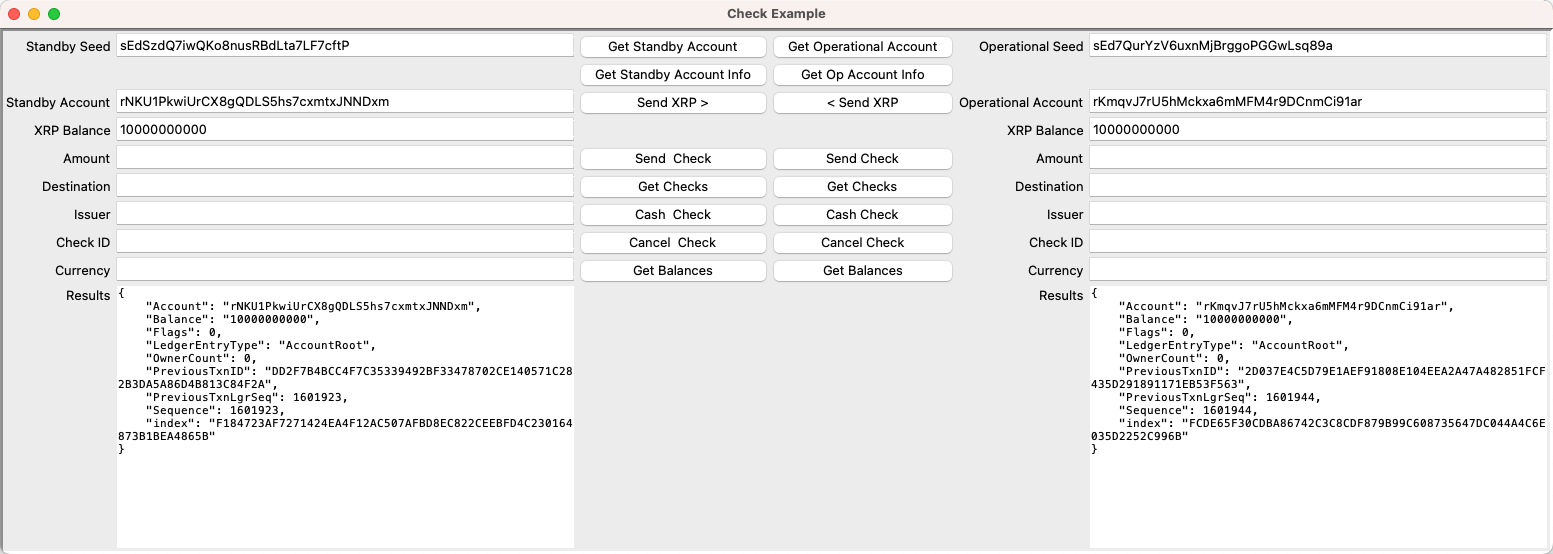 Check Example
Standby Seed sEdSzdQ7iwQKo8nusRBdLta7LF7cftP Get Standby Account Get Operational Account Operational Seed sEd7QurYzV6uxnMjBrggoPGGwLsq89a
Get Standby Account Info Get Op Account Info
Standby Account rNKU1PkwiUrCX8gQDLS5hs7cxmtxJNNDxm Send XRP > < Send XRP Operational Account rKmqvJ7rU5hMckxa6mMFM4r9DCnmCi91ar
XRP Balance 10000000000 XRP Balance 10000000000
Amount Send  Check Send Check Amount
Destination Get Checks Get Checks Destination
Issuer Cash  Check Cash Check Issuer
Check ID Cancel  Check Cancel Check Check ID
Currency Get Balances Get Balances Currency
Results
{
"Account": "rNKU1PkwiUrCX8gQDLS5hs7cxmtxJNNDxm",
"Balance": "10000000000",
"Flags": 0,
"LedgerEntryType": "AccountRoot",
"OwnerCount": 0,
"PreviousTxnID": "DD2F7B4BCC4F7C35339492BF33478702CE140571C28
2B3DA5A86D4B813C84F2A",
"PreviousTxnLgrSeq": 1601923,
"Sequence": 1601923,
"index": "F184723AF7271424EA4F12AC507AFBD8EC822CEEBFD4C230164
873B1BEA4865B"
}
Results
{
"Account": "rKmqvJ7rU5hMckxa6mMFM4r9DCnmCi91ar",
"Balance": "10000000000",
"Flags": 0,
"LedgerEntryType": "AccountRoot",
"OwnerCount": 0,
"PreviousTxnID": "2D037E4C5D79E1AEF91808E104EEA2A47A482851FCF
435D291891171EB53F563",
"PreviousTxnLgrSeq": 1601944,
"Sequence": 1601944,
"index": "FCDE65F30CDBA86742C3C8CDF879B99C608735647DC044A4C6E
035D2252C996B"
}